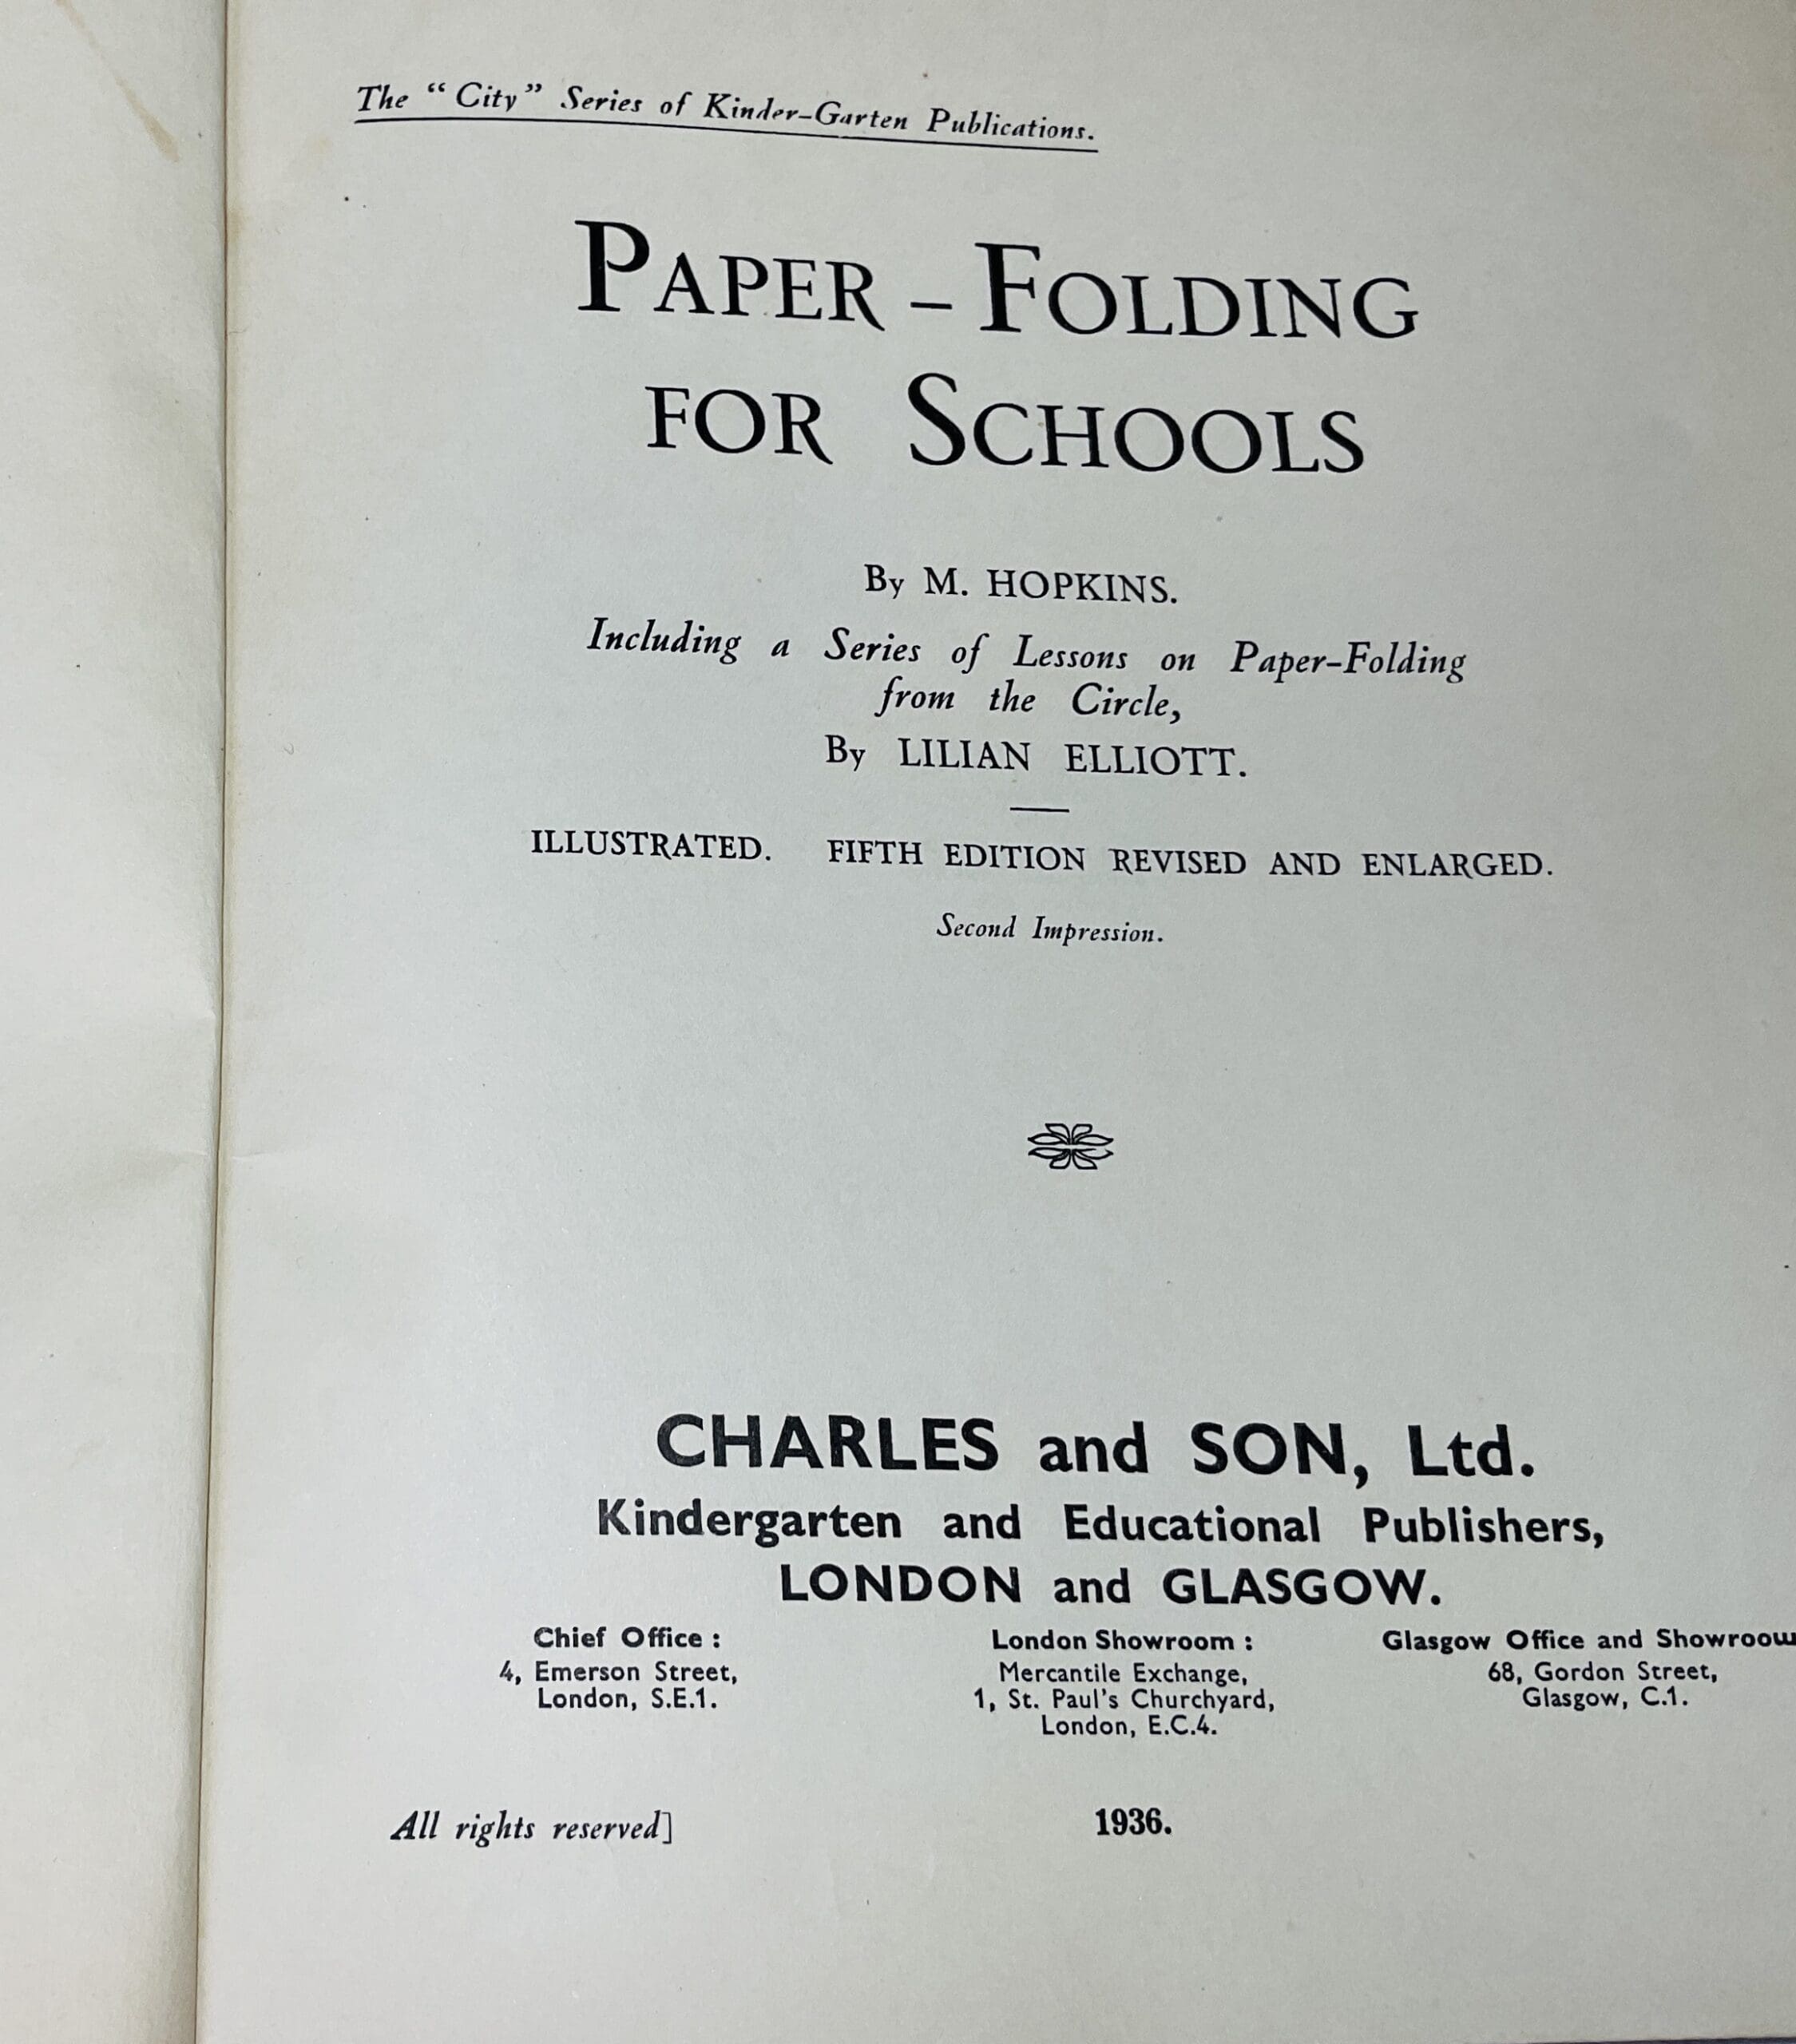 The “City” Series of Kinder-Garten Publications.
PAPER-FOLDING
FOR SCHOOLS
By M. HOPKINS.
Including a Series of Lessons on Paper-Folding
from the Circle,
By LILIAN ELLIOTT.
ILLUSTRATED. FIFTH EDITION REVISED AND ENLARGED.
Second Impression.
CHARLES and SON, Ltd.
Kindergarten and Educational Publishers,
LONDON and GLASGOW.
Chief Office :
4, Emerson Street,
London, S.E.1.
London Showroom :
Mercantile Exchange,
1, St. Paul's Churchyard,
London, E.C.4.
Glasgow Office and Showroom
68, Gordon Street,
Glasgow, C.1.
All rights reserved]
1936.